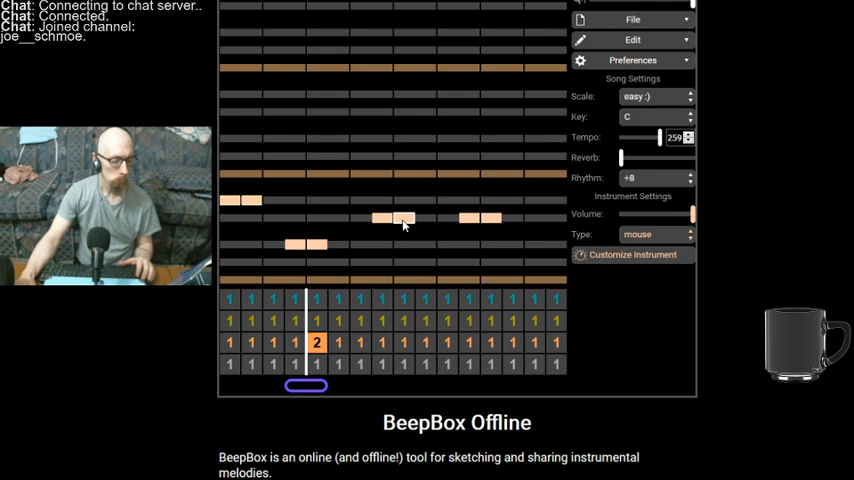 Chat: Connecting to chat server..
Chat: Connected.
Chat: Joined channel:
joe__schmoe.
File
Edit
Preferences
Song Settings
Scale: easy :)
Key: C
Tempo: 259
Reverb:
Rhythm: ÷8
Instrument Settings
Volume:
Type: mouse
Customize Instrument
1 1 1 1 1 1 1 1 1 1 1 1 1 1 1 1
1 1 1 1 1 1 1 1 1 1 1 1 1 1 1 1
1 1 1 1 2 1 1 1 1 1 1 1 1 1 1 1
1 1 1 1 1 1 1 1 1 1 1 1 1 1 1 1
BeepBox Offline
BeepBox is an online (and offline!) tool for sketching and sharing instrumental
melodies.